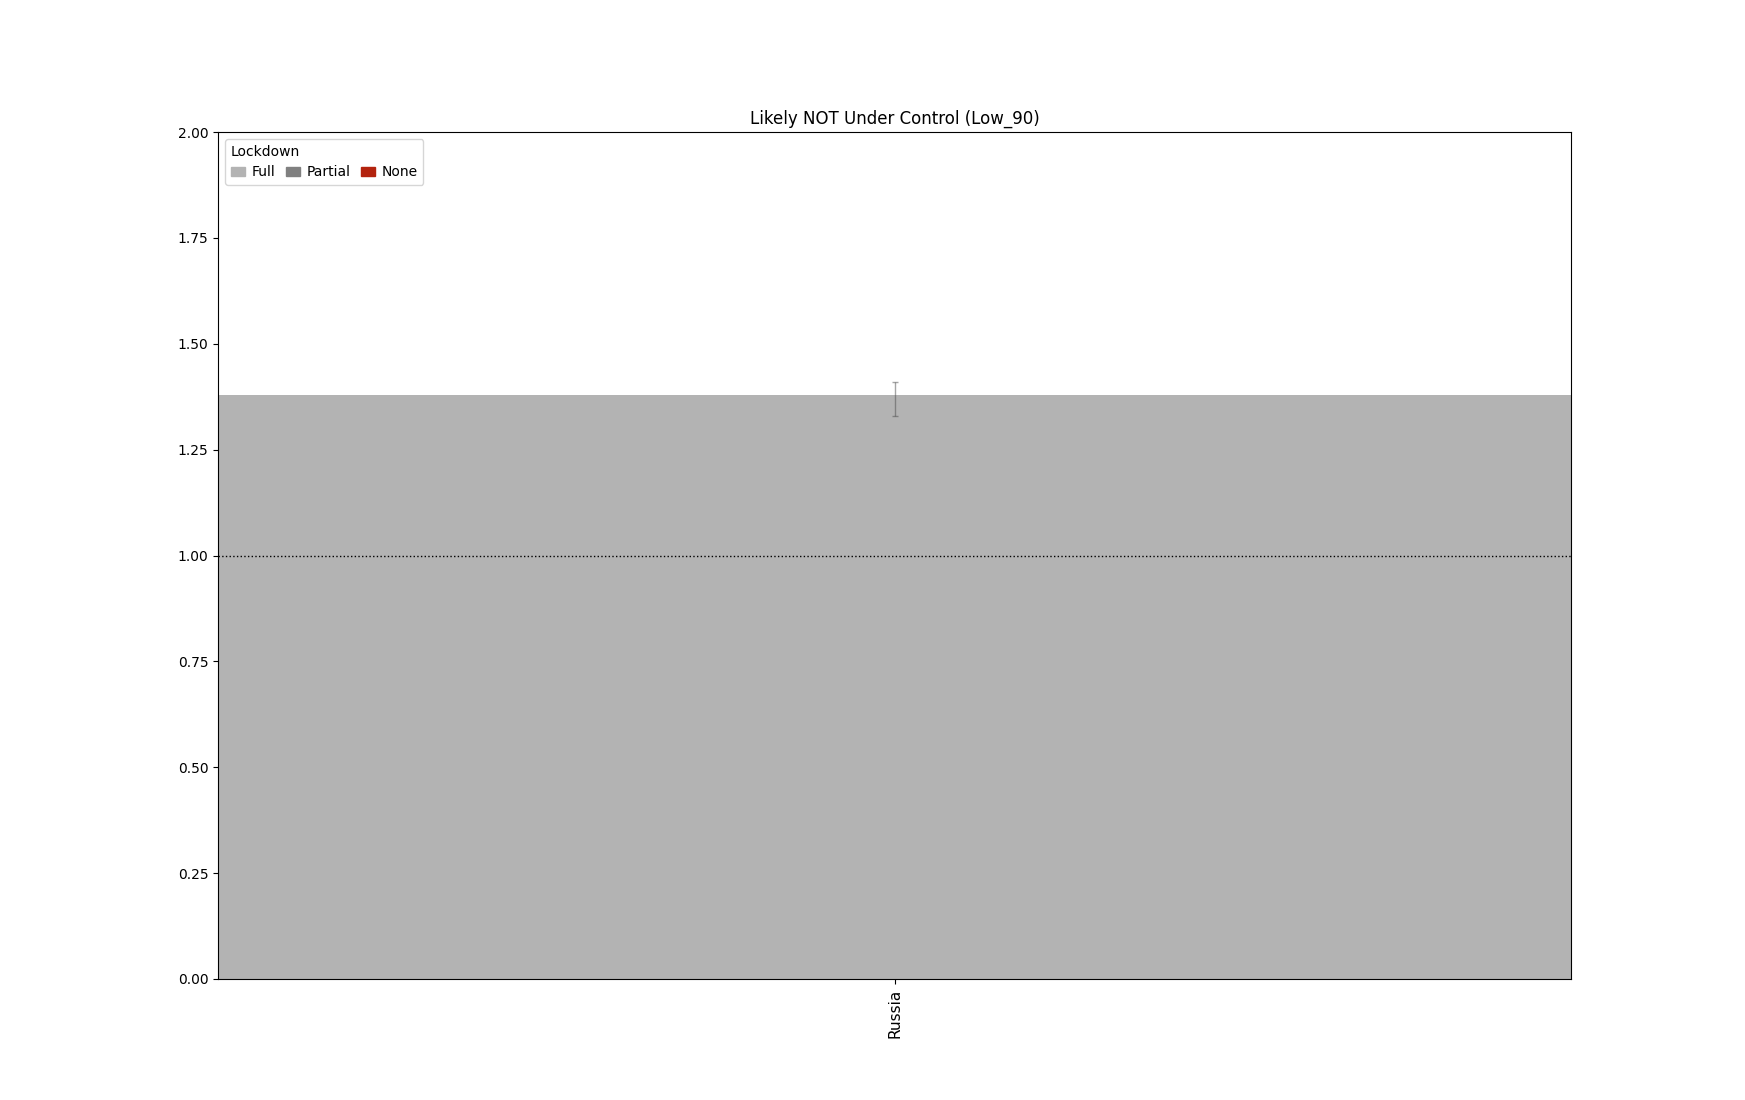 Likely NOT Under Control (Low_90)
2.00
Lockdown
Full Partial None
1.75
1.50
1.25
1.00
0.75
0.50
0.25
0.00
Russia